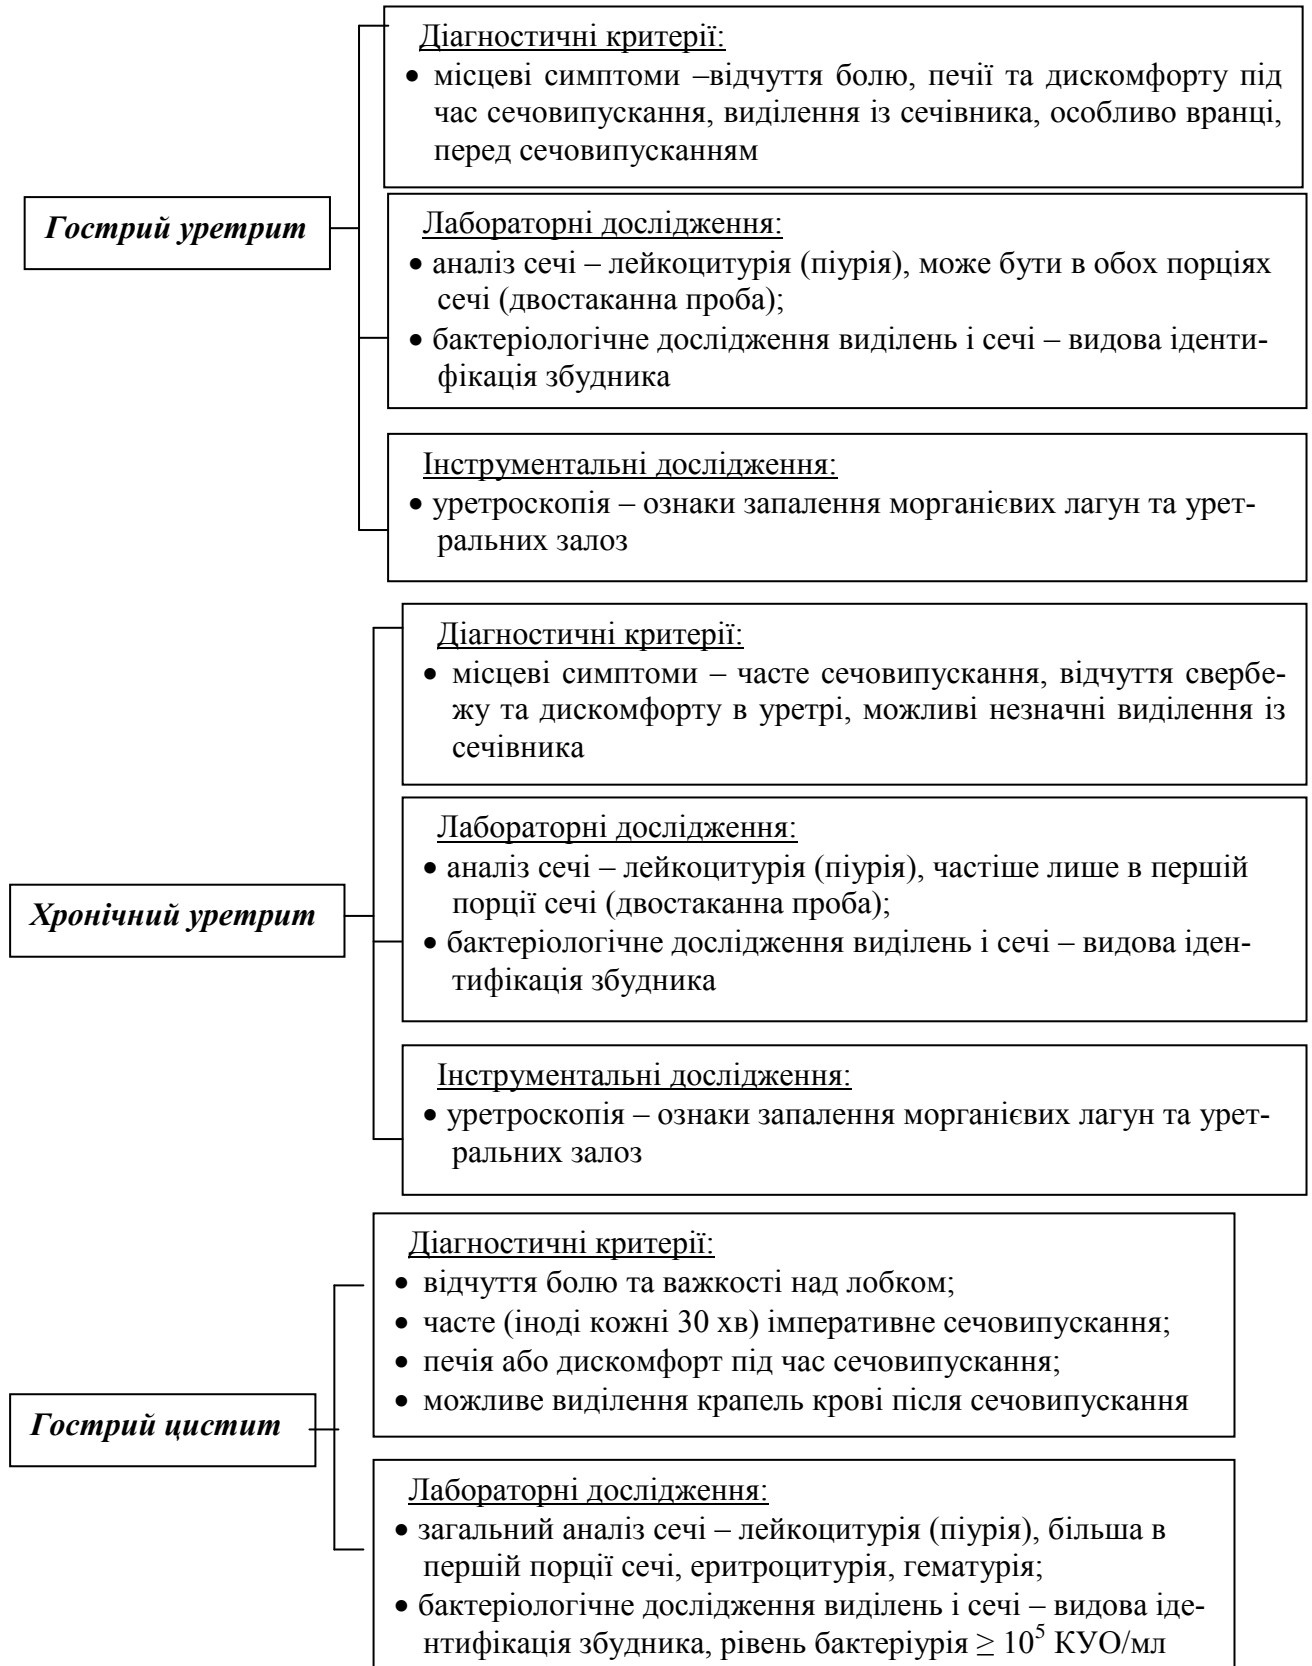 Діагностичні критерії:
• місцеві симптоми –відчуття болю, печії та дискомфорту під
час сечовипускання, виділення із сечівника, особливо вранці,
перед сечовипусканням
Гострий уретрит
Лабораторні дослідження:
• аналіз сечі – лейкоцитурія (піурія), може бути в обох порціях
сечі (двостаканна проба);
• бактеріологічне дослідження виділень і сечі – видова іденти-
фікація збудника
Інструментальні дослідження:
• уретроскопія – ознаки запалення морганієвих лагун та урет-
ральних залоз
Діагностичні критерії:
• місцеві симптоми – часте сечовипускання, відчуття свербе-
жу та дискомфорту в уретрі, можливі незначні виділення із
сечівника
Хронічний уретрит
Лабораторні дослідження:
• аналіз сечі – лейкоцитурія (піурія), частіше лише в першій
порції сечі (двостаканна проба);
• бактеріологічне дослідження виділень і сечі – видова іден-
тифікація збудника
Інструментальні дослідження:
• уретроскопія – ознаки запалення морганієвих лагун та урет-
ральних залоз
Діагностичні критерії:
• відчуття болю та важкості над лобком;
• часте (іноді кожні 30 хв) імперативне сечовипускання;
• печія або дискомфорт під час сечовипускання;
• можливе виділення крапель крові після сечовипускання
Гострий цистит
Лабораторні дослідження:
• загальний аналіз сечі – лейкоцитурія (піурія), більша в
першій порції сечі, еритроцитурія, гематурія;
• бактеріологічне дослідження виділень і сечі – видова іде-
нтифікація збудника, рівень бактеріурія ≥ 10⁵ КУО/мл